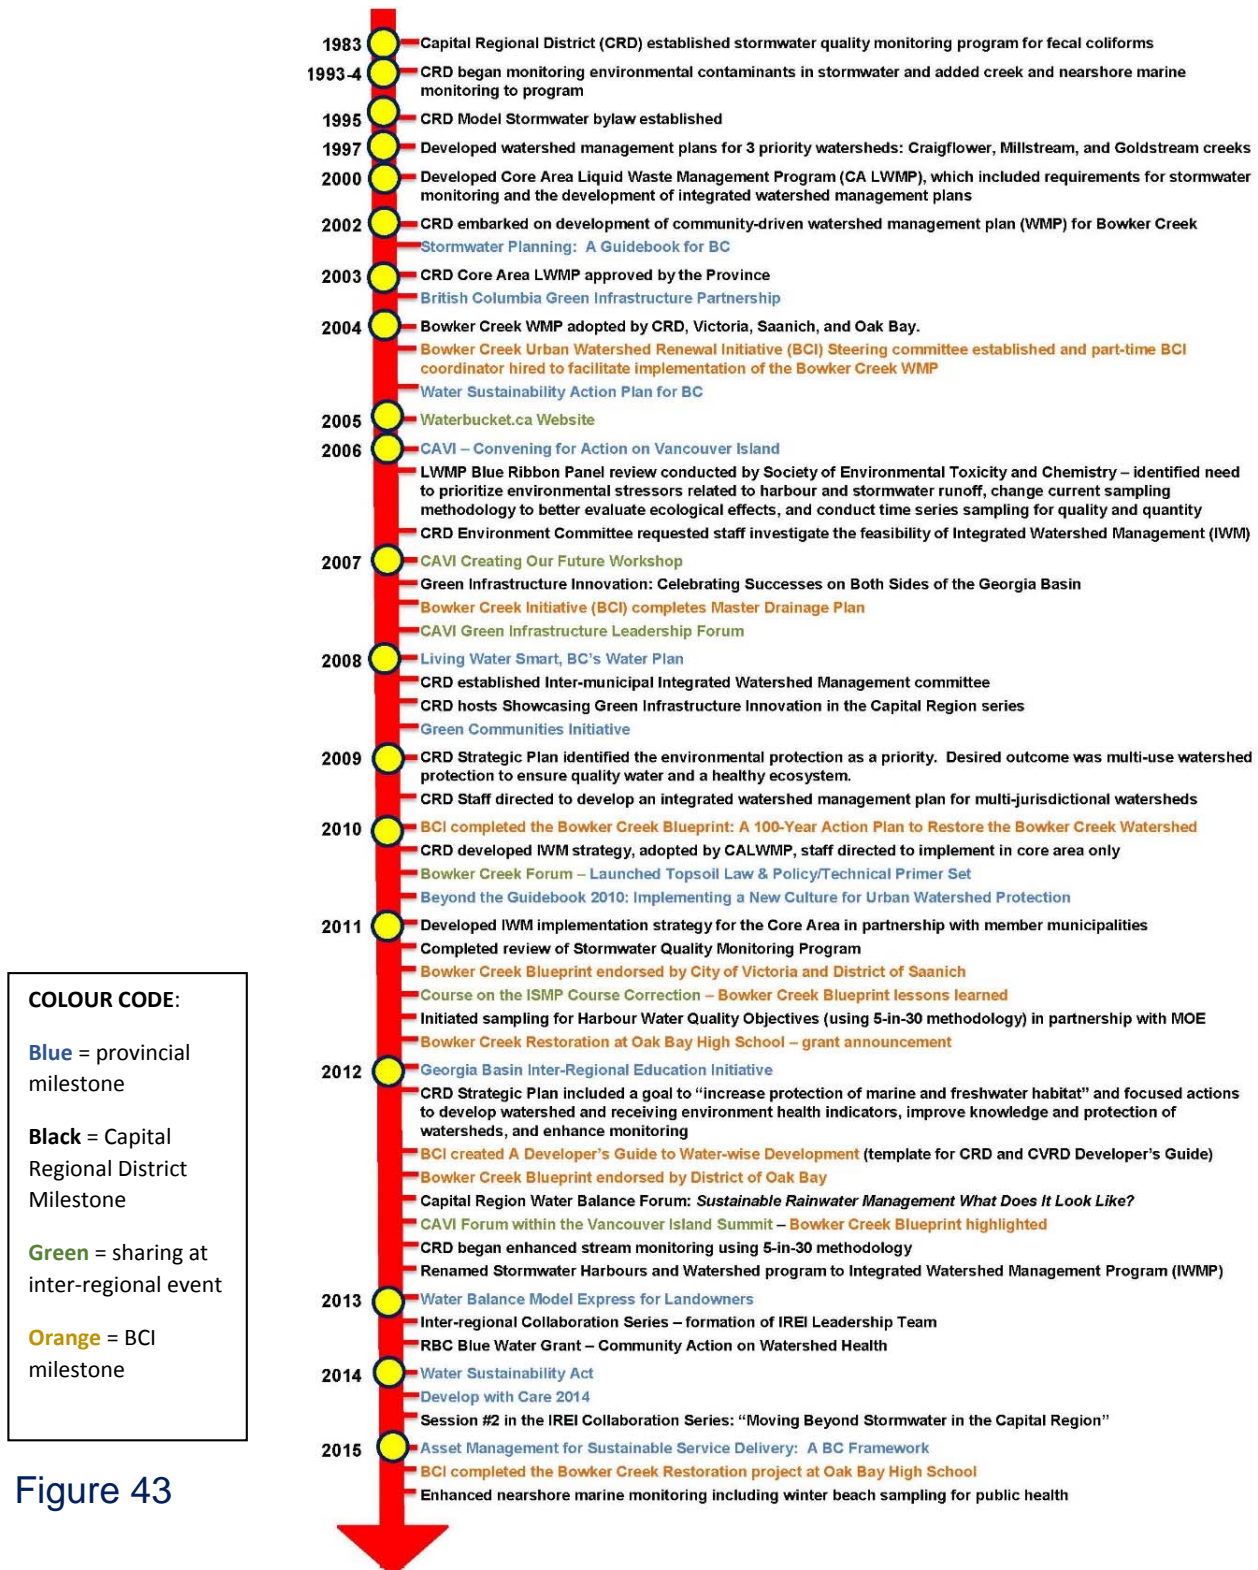 1983 Capital Regional District (CRD) established stormwater quality monitoring program for fecal coliforms
1993-4 CRD began monitoring environmental contaminants in stormwater and added creek and nearshore marine
monitoring to program
1995 CRD Model Stormwater bylaw established
1997 Developed watershed management plans for 3 priority watersheds: Craigflower, Millstream, and Goldstream creeks
2000 Developed Core Area Liquid Waste Management Program (CA LWMP), which included requirements for stormwater
monitoring and the development of integrated watershed management plans
2002 CRD embarked on development of community-driven watershed management plan (WMP) for Bowker Creek
Stormwater Planning: A Guidebook for BC
2003 CRD Core Area LWMP approved by the Province
British Columbia Green Infrastructure Partnership
2004 Bowker Creek WMP adopted by CRD, Victoria, Saanich, and Oak Bay.
Bowker Creek Urban Watershed Renewal Initiative (BCI) Steering committee established and part-time BCI
coordinator hired to facilitate implementation of the Bowker Creek WMP
Water Sustainability Action Plan for BC
2005 Waterbucket.ca Website
2006 CAVI – Convening for Action on Vancouver Island
LWMP Blue Ribbon Panel review conducted by Society of Environmental Toxicity and Chemistry – identified need
to prioritize environmental stressors related to harbour and stormwater runoff, change current sampling
methodology to better evaluate ecological effects, and conduct time series sampling for quality and quantity
CRD Environment Committee requested staff investigate the feasibility of Integrated Watershed Management (IWM)
2007 CAVI Creating Our Future Workshop
Green Infrastructure Innovation: Celebrating Successes on Both Sides of the Georgia Basin
Bowker Creek Initiative (BCI) completes Master Drainage Plan
CAVI Green Infrastructure Leadership Forum
2008 Living Water Smart, BC's Water Plan
CRD established Inter-municipal Integrated Watershed Management committee
CRD hosts Showcasing Green Infrastructure Innovation in the Capital Region series
Green Communities Initiative
2009 CRD Strategic Plan identified the environmental protection as a priority. Desired outcome was multi-use watershed
protection to ensure quality water and a healthy ecosystem.
CRD Staff directed to develop an integrated watershed management plan for multi-jurisdictional watersheds
2010 BCI completed the Bowker Creek Blueprint: A 100-Year Action Plan to Restore the Bowker Creek Watershed
CRD developed IWM strategy, adopted by CALWMP, staff directed to implement in core area only
Bowker Creek Forum – Launched Topsoil Law & Policy/Technical Primer Set
Beyond the Guidebook 2010: Implementing a New Culture for Urban Watershed Protection
2011 Developed IWM implementation strategy for the Core Area in partnership with member municipalities
Completed review of Stormwater Quality Monitoring Program
Bowker Creek Blueprint endorsed by City of Victoria and District of Saanich
Course on the ISMP Course Correction – Bowker Creek Blueprint lessons learned
Initiated sampling for Harbour Water Quality Objectives (using 5-in-30 methodology) in partnership with MOE
Bowker Creek Restoration at Oak Bay High School – grant announcement
2012 Georgia Basin Inter-Regional Education Initiative
CRD Strategic Plan included a goal to “increase protection of marine and freshwater habitat” and focused actions
to develop watershed and receiving environment health indicators, improve knowledge and protection of
watersheds, and enhance monitoring
BCI created A Developer's Guide to Water-wise Development (template for CRD and CVRD Developer's Guide)
Bowker Creek Blueprint endorsed by District of Oak Bay
Capital Region Water Balance Forum: Sustainable Rainwater Management What Does It Look Like?
CAVI Forum within the Vancouver Island Summit – Bowker Creek Blueprint highlighted
CRD began enhanced stream monitoring using 5-in-30 methodology
Renamed Stormwater Harbours and Watershed program to Integrated Watershed Management Program (IWMP)
2013 Water Balance Model Express for Landowners
Inter-regional Collaboration Series – formation of IREI Leadership Team
RBC Blue Water Grant – Community Action on Watershed Health
2014 Water Sustainability Act
Develop with Care 2014
Session #2 in the IREI Collaboration Series: “Moving Beyond Stormwater in the Capital Region”
2015 Asset Management for Sustainable Service Delivery: A BC Framework
BCI completed the Bowker Creek Restoration project at Oak Bay High School
Enhanced nearshore marine monitoring including winter beach sampling for public health
COLOUR CODE:
Blue = provincial
milestone
Black = Capital
Regional District
Milestone
Green = sharing at
inter-regional event
Orange = BCI
milestone
Figure 43